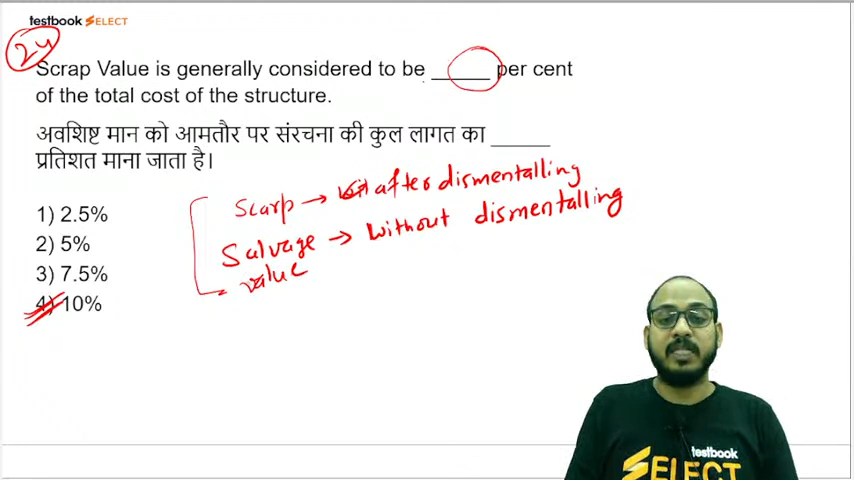 testbook SELECT
24
Scrap Value is generally considered to be ______ per cent
of the total cost of the structure.
अवशिष्ट मान को आमतौर पर संरचना की कुल लागत का ______
प्रतिशत माना जाता है।
Scarp → after dismentalling
Salvage → without dismentalling
value
1) 2.5%
2) 5%
3) 7.5%
4) 10%
testbook
SELECT